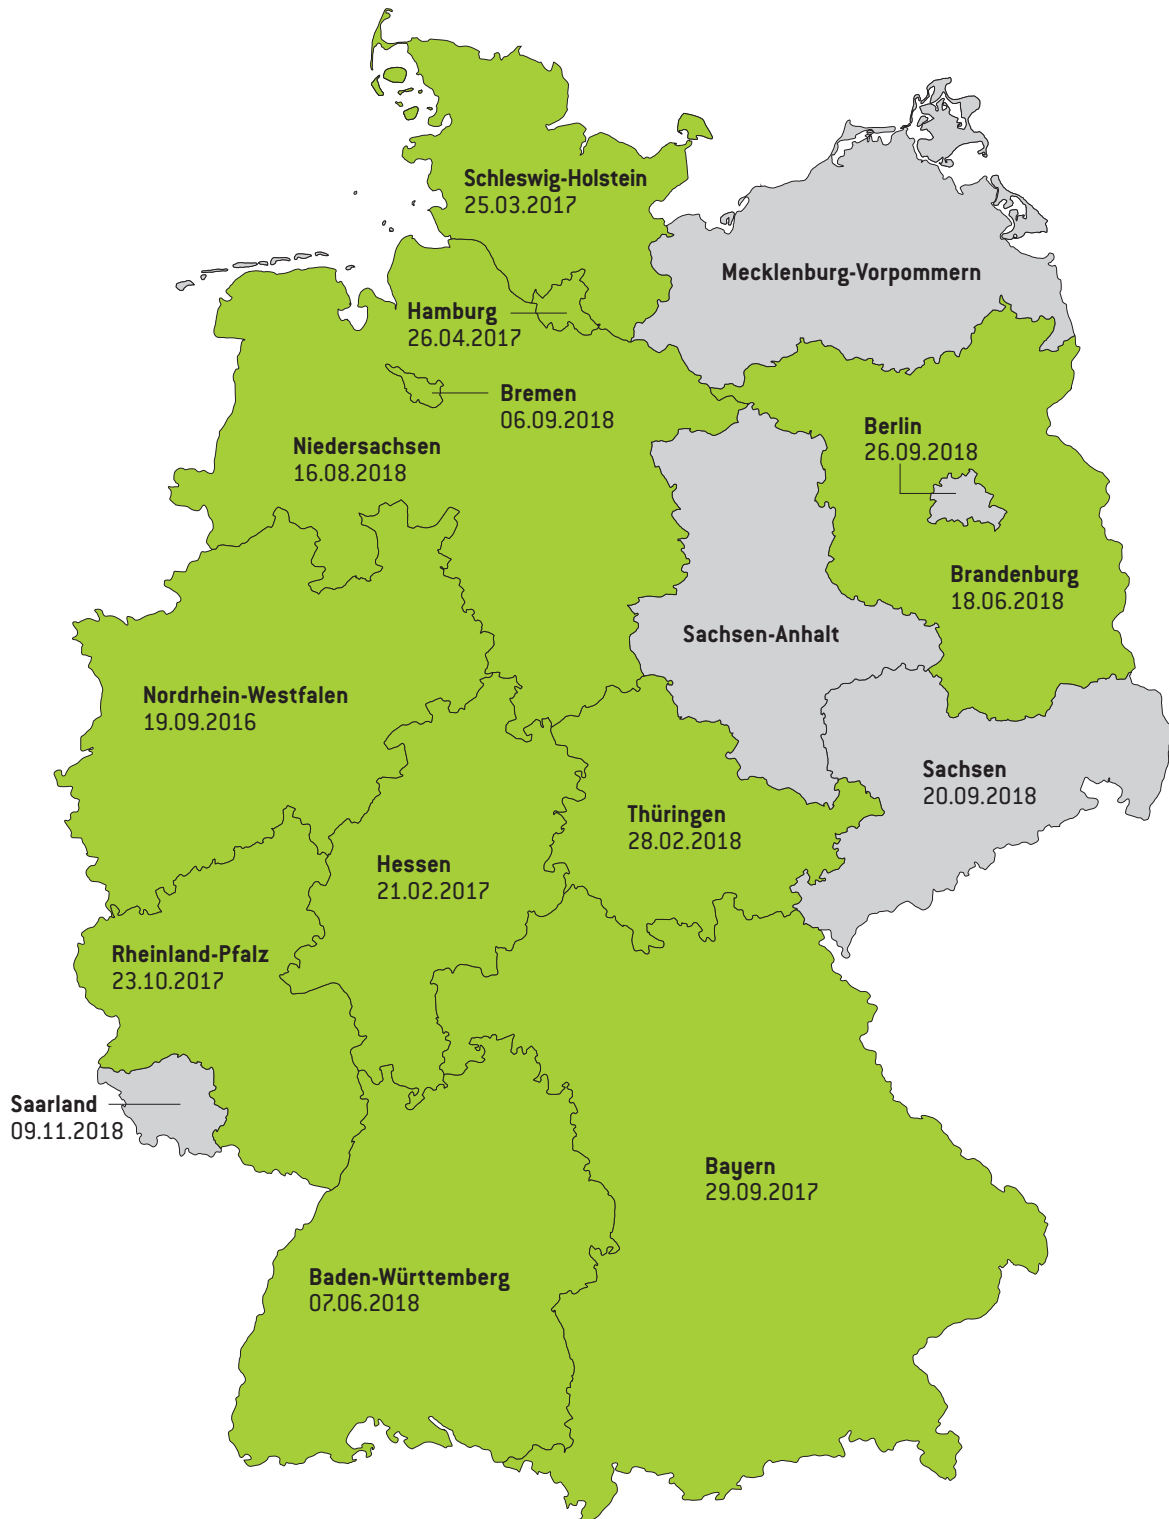 Schleswig-Holstein
25.03.2017
Mecklenburg-Vorpommern
Hamburg
26.04.2017
Bremen
06.09.2018
Berlin
26.09.2018
Niedersachsen
16.08.2018
Brandenburg
18.06.2018
Sachsen-Anhalt
Nordrhein-Westfalen
19.09.2016
Sachsen
20.09.2018
Thüringen
28.02.2018
Hessen
21.02.2017
Rheinland-Pfalz
23.10.2017
Saarland
09.11.2018
Bayern
29.09.2017
Baden-Württemberg
07.06.2018